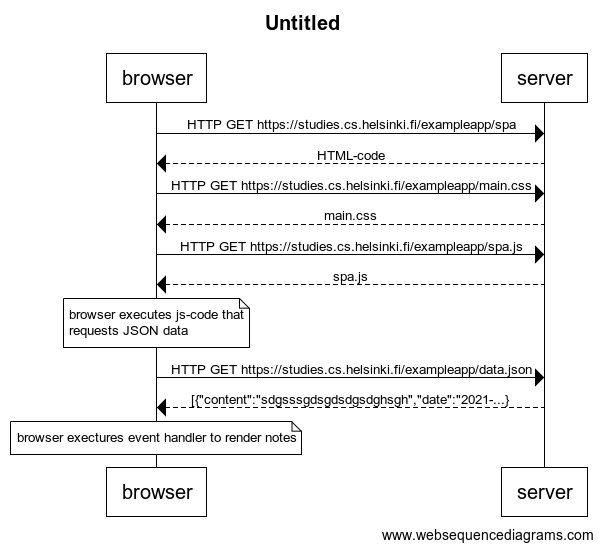 Untitled
browser
server
HTTP GET https://studies.cs.helsinki.fi/exampleapp/spa
HTML-code
HTTP GET https://studies.cs.helsinki.fi/exampleapp/main.css
main.css
HTTP GET https://studies.cs.helsinki.fi/exampleapp/spa.js
spa.js
browser executes js-code that
requests JSON data
HTTP GET https://studies.cs.helsinki.fi/exampleapp/data.json
[{"content":"sdgsssgdsgdsdgsdghsgh","date":"2021-...}
browser exectures event handler to render notes
browser
server
www.websequencediagrams.com